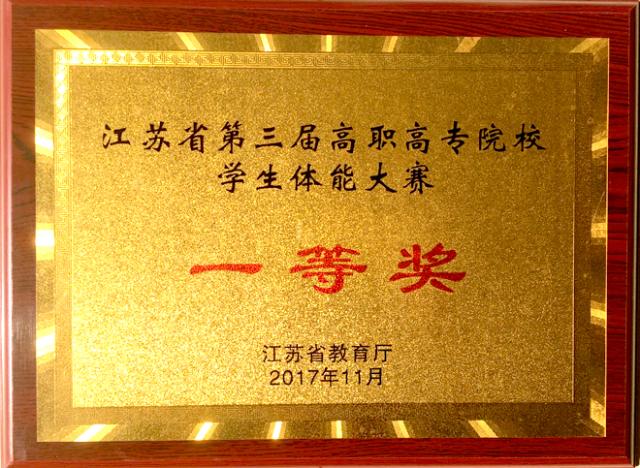 江苏省第三届高职高专院校
学生体能大赛
一等奖
江苏省教育厅
2017年11月